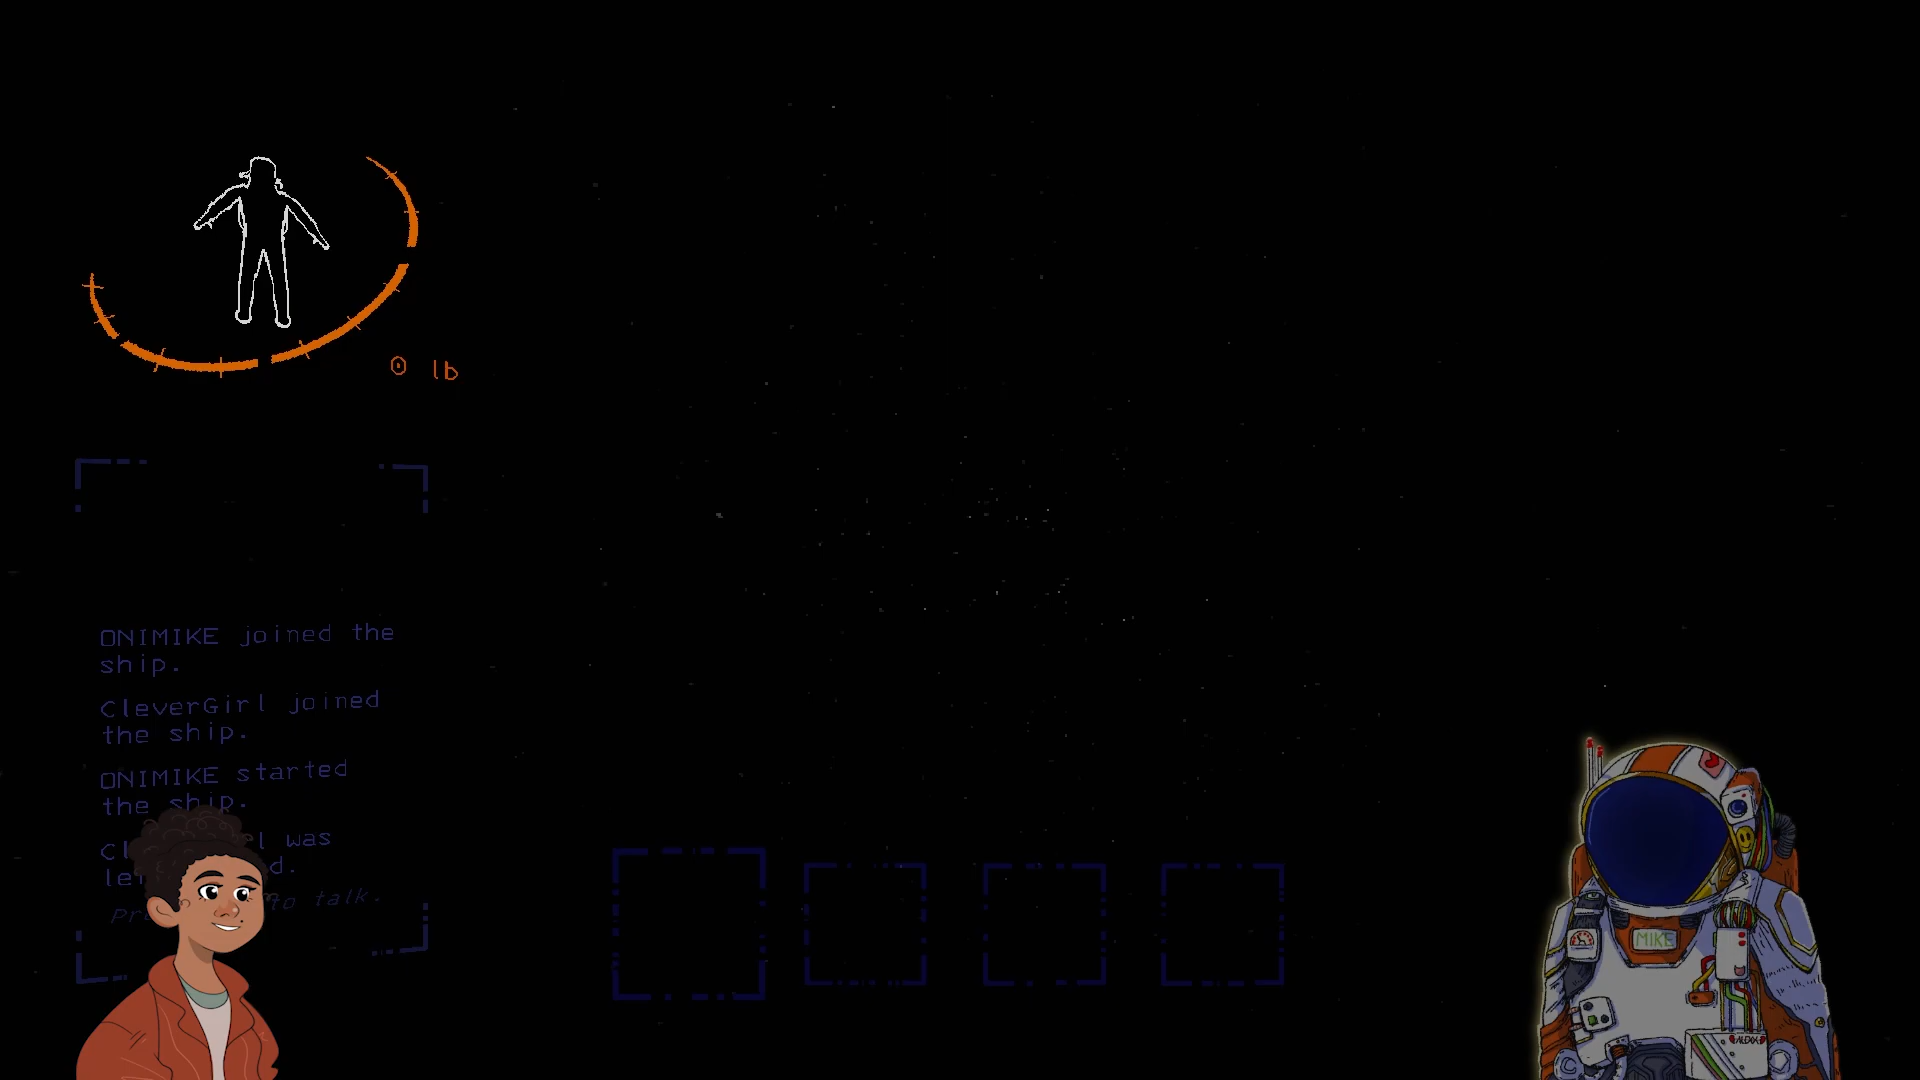 0 lb
ONIMIKE joined the
ship.
CleverGirl joined
the ship.
ONIMIKE started
the ship.
was
to talk.
MIKE